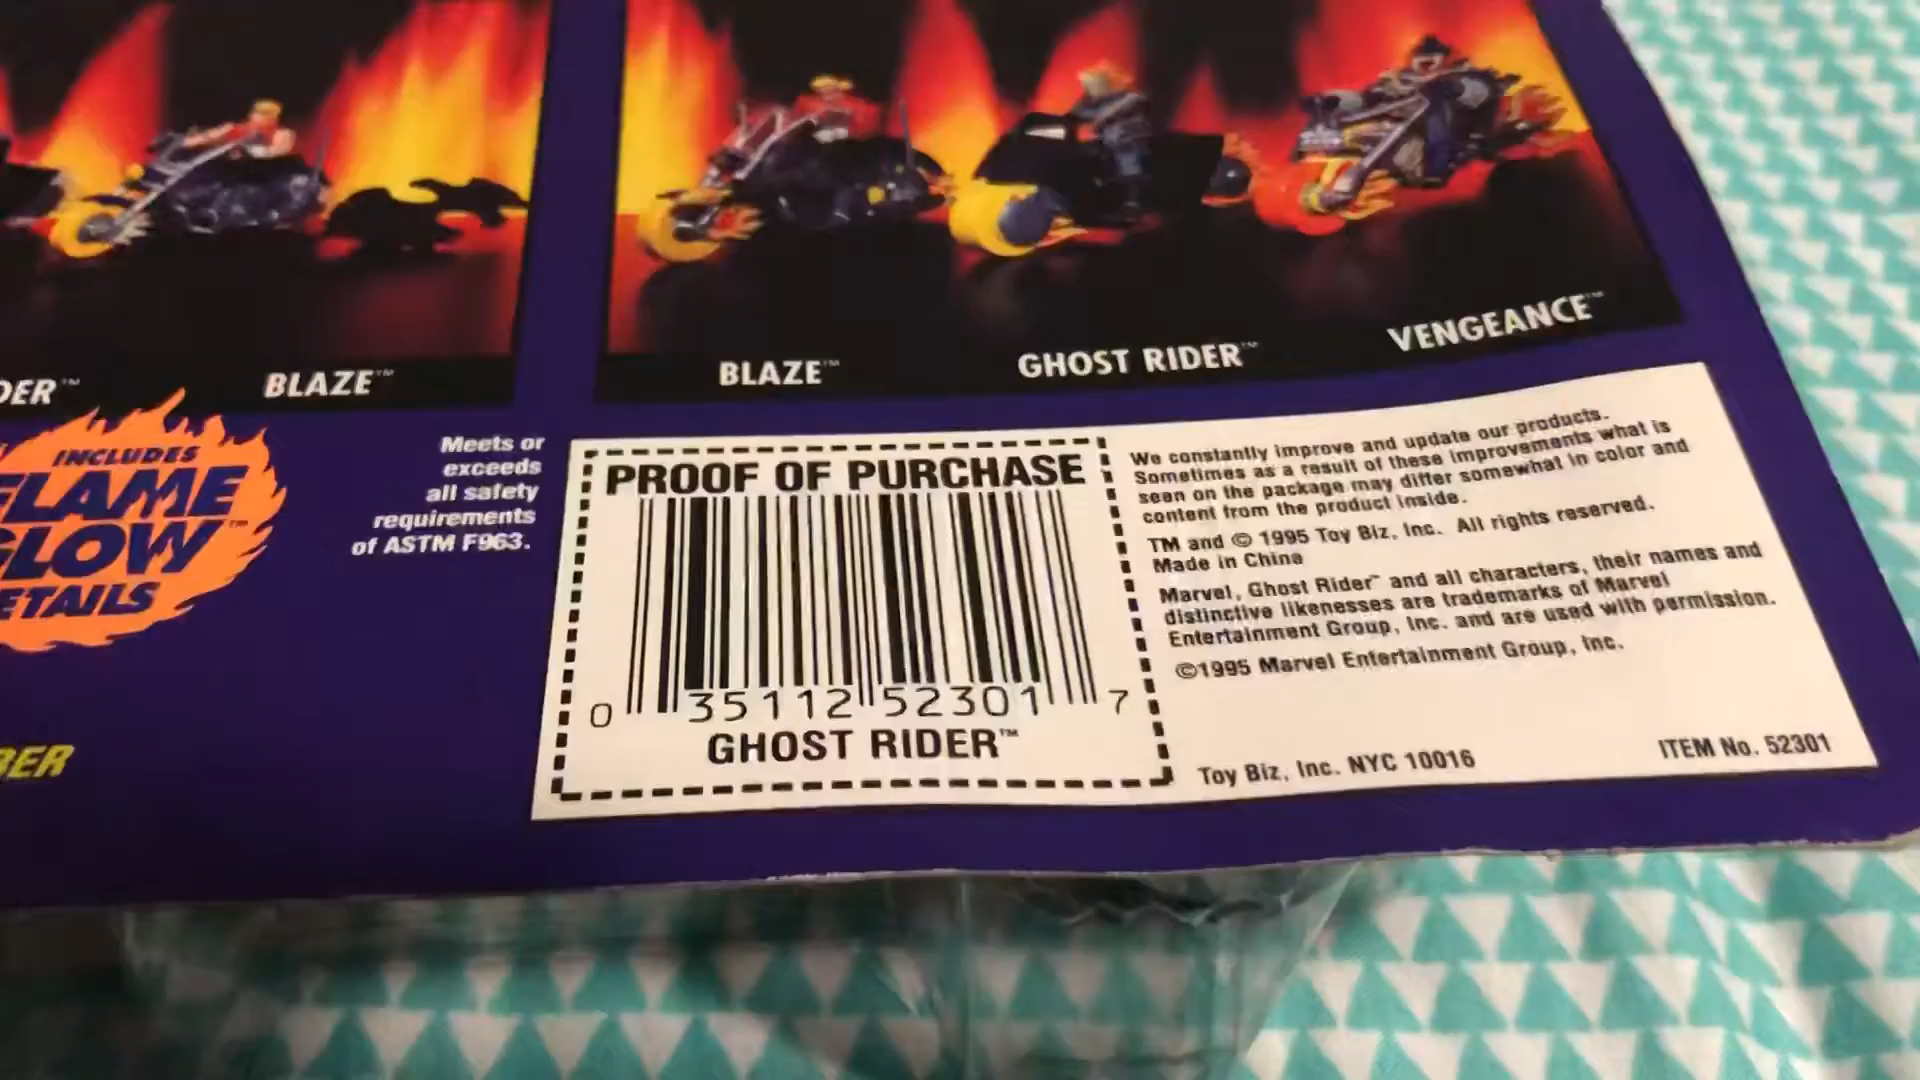 BLAZE™
BLAZE™
GHOST RIDER™
VENGEANCE™
INCLUDES
FLAME
GLOW™
DETAILS
Meets or
exceeds
all safety
requirements
of ASTM F963.
PROOF OF PURCHASE
0 35112 52301 7
GHOST RIDER™
We constantly improve and update our products.
Sometimes as a result of these improvements what is
seen on the package may differ somewhat in color and
content from the product inside.
TM and © 1995 Toy Biz, Inc. All rights reserved.
Made in China
Marvel, Ghost Rider™ and all characters, their names and
distinctive likenesses are trademarks of Marvel
Entertainment Group, Inc. and are used with permission.
©1995 Marvel Entertainment Group, Inc.
Toy Biz, Inc. NYC 10016
ITEM No. 52301